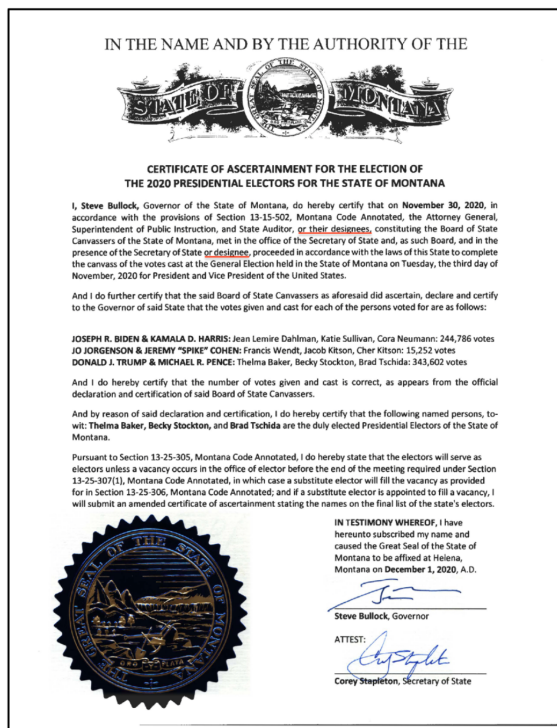 IN THE NAME AND BY THE AUTHORITY OF THE
STATE OF MONTANA
CERTIFICATE OF ASCERTAINMENT FOR THE ELECTION OF
THE 2020 PRESIDENTIAL ELECTORS FOR THE STATE OF MONTANA
I, Steve Bullock, Governor of the State of Montana, do hereby certify that on November 30, 2020, in
accordance with the provisions of Section 13-15-502, Montana Code Annotated, the Attorney General,
Superintendent of Public Instruction, and State Auditor, or their designees, constituting the Board of State
Canvassers of the State of Montana, met in the office of the Secretary of State and, as such Board, and in the
presence of the Secretary of State or designee, proceeded in accordance with the laws of this State to complete
the canvass of the votes cast at the General Election held in the State of Montana on Tuesday, the third day of
November, 2020 for President and Vice President of the United States.
And I do further certify that the said Board of State Canvassers as aforesaid did ascertain, declare and certify
to the Governor of said State that the votes given and cast for each of the persons voted for are as follows:
JOSEPH R. BIDEN & KAMALA D. HARRIS: Jean Lemire Dahlman, Katie Sullivan, Cora Neumann: 244,786 votes
JO JORGENSON & JEREMY "SPIKE" COHEN: Francis Wendt, Jacob Kitson, Cher Kitson: 15,252 votes
DONALD J. TRUMP & MICHAEL R. PENCE: Thelma Baker, Becky Stockton, Brad Tschida: 343,602 votes
And I do hereby certify that the number of votes given and cast is correct, as appears from the official
declaration and certification of said Board of State Canvassers.
And by reason of said declaration and certification, I do hereby certify that the following named persons, to-
wit: Thelma Baker, Becky Stockton, and Brad Tschida are the duly elected Presidential Electors of the State of
Montana.
Pursuant to Section 13-25-305, Montana Code Annotated, I do hereby state that the electors will serve as
electors unless a vacancy occurs in the office of elector before the end of the meeting required under Section
13-25-307(1), Montana Code Annotated, in which case a substitute elector will fill the vacancy as provided
for in Section 13-25-306, Montana Code Annotated; and if a substitute elector is appointed to fill a vacancy, I
will submit an amended certificate of ascertainment stating the names on the final list of the state's electors.
THE GREAT SEAL OF THE STATE OF MONTANA
ORO Y PLATA
IN TESTIMONY WHEREOF, I have
hereunto subscribed my name and
caused the Great Seal of the State of
Montana to be affixed at Helena,
Montana on December 1, 2020, A.D.
Steve Bullock, Governor
ATTEST:
Corey Stapleton, Secretary of State